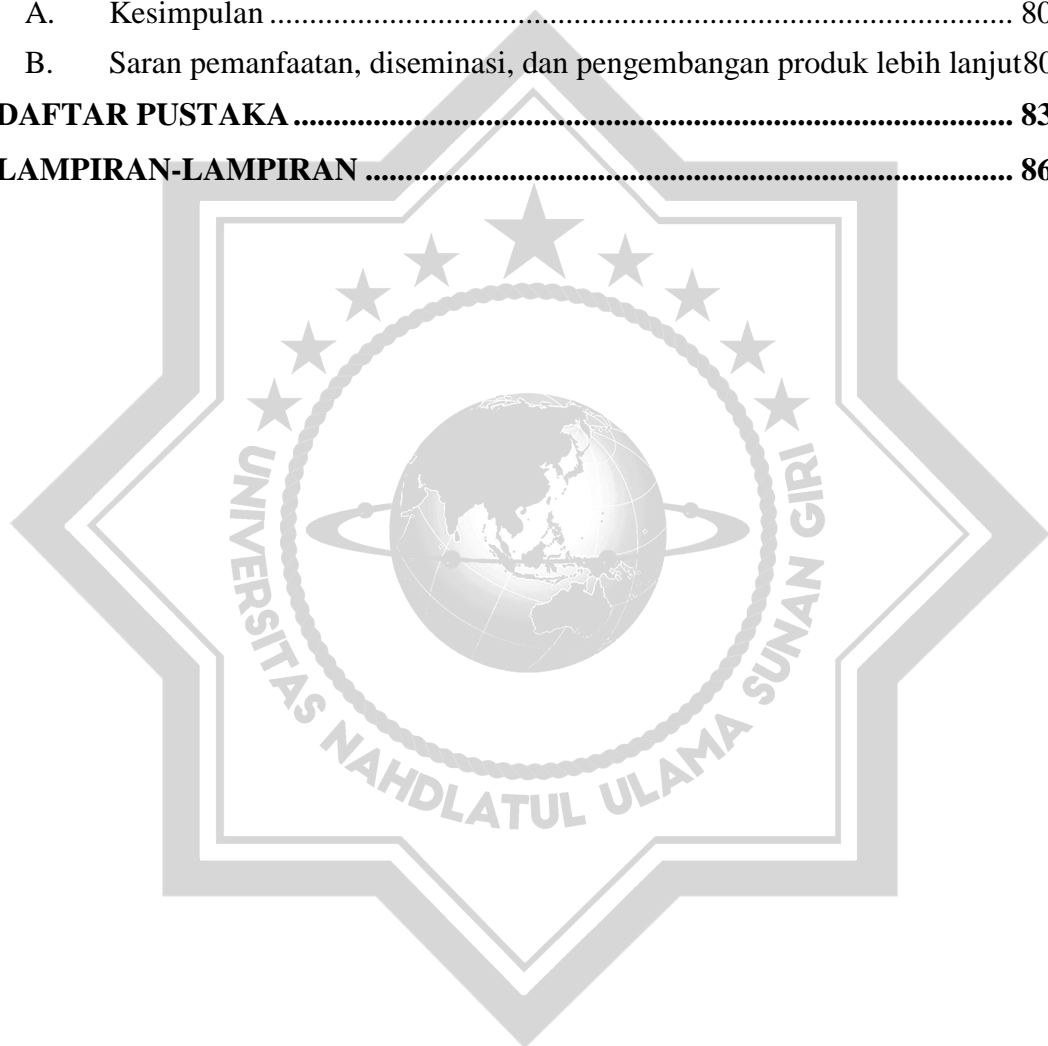 A. Kesimpulan ........................................................................................... 80
B. Saran pemanfaatan, diseminasi, dan pengembangan produk lebih lanjut80
DAFTAR PUSTAKA ........................................................................................ 83
LAMPIRAN-LAMPIRAN ............................................................................... 86
UNIVERSITAS NAHDLATUL ULAMA SUNAN GIRI